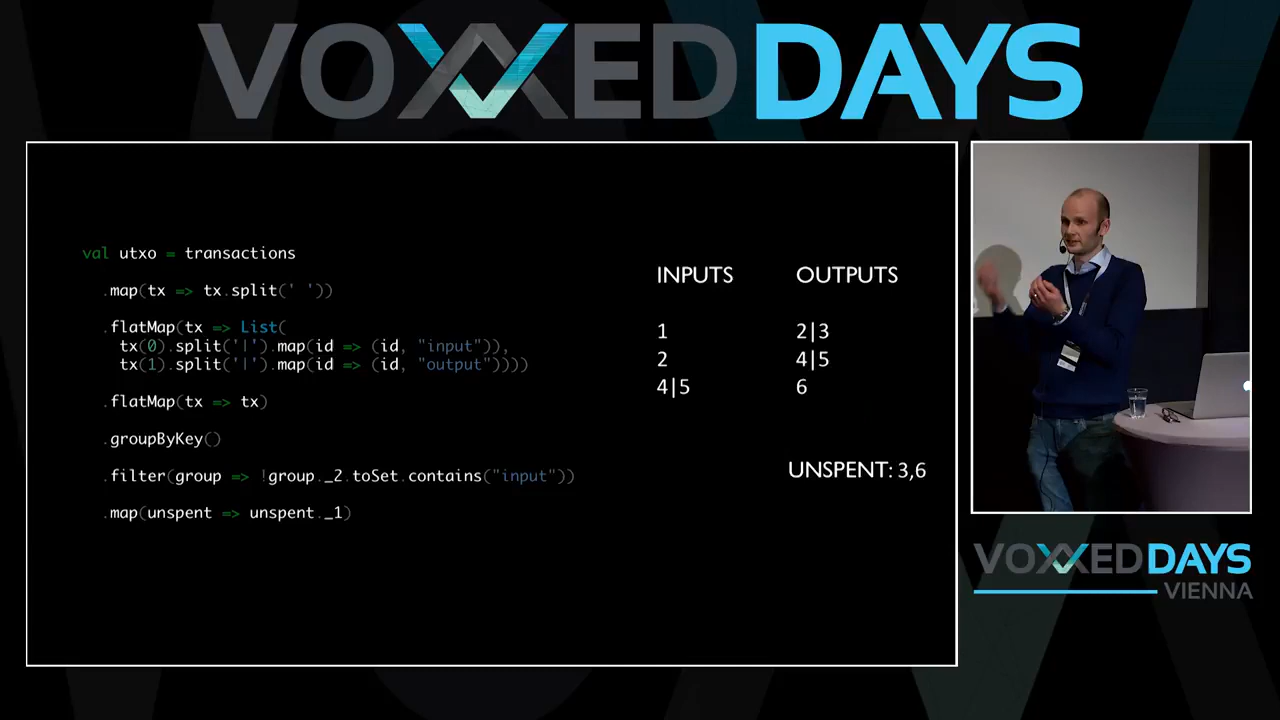 VOXXED DAYS
val utxo = transactions
.map(tx => tx.split(' '))
.flatMap(tx => List(
tx(0).split('|').map(id => (id, "input")),
tx(1).split('|').map(id => (id, "output"))))
.flatMap(tx => tx)
.groupByKey()
.filter(group => !group._2.toSet.contains("input"))
.map(unspent => unspent._1)
INPUTS OUTPUTS
1 2|3
2 4|5
4|5 6
UNSPENT: 3,6
VOXXED DAYS
VIENNA